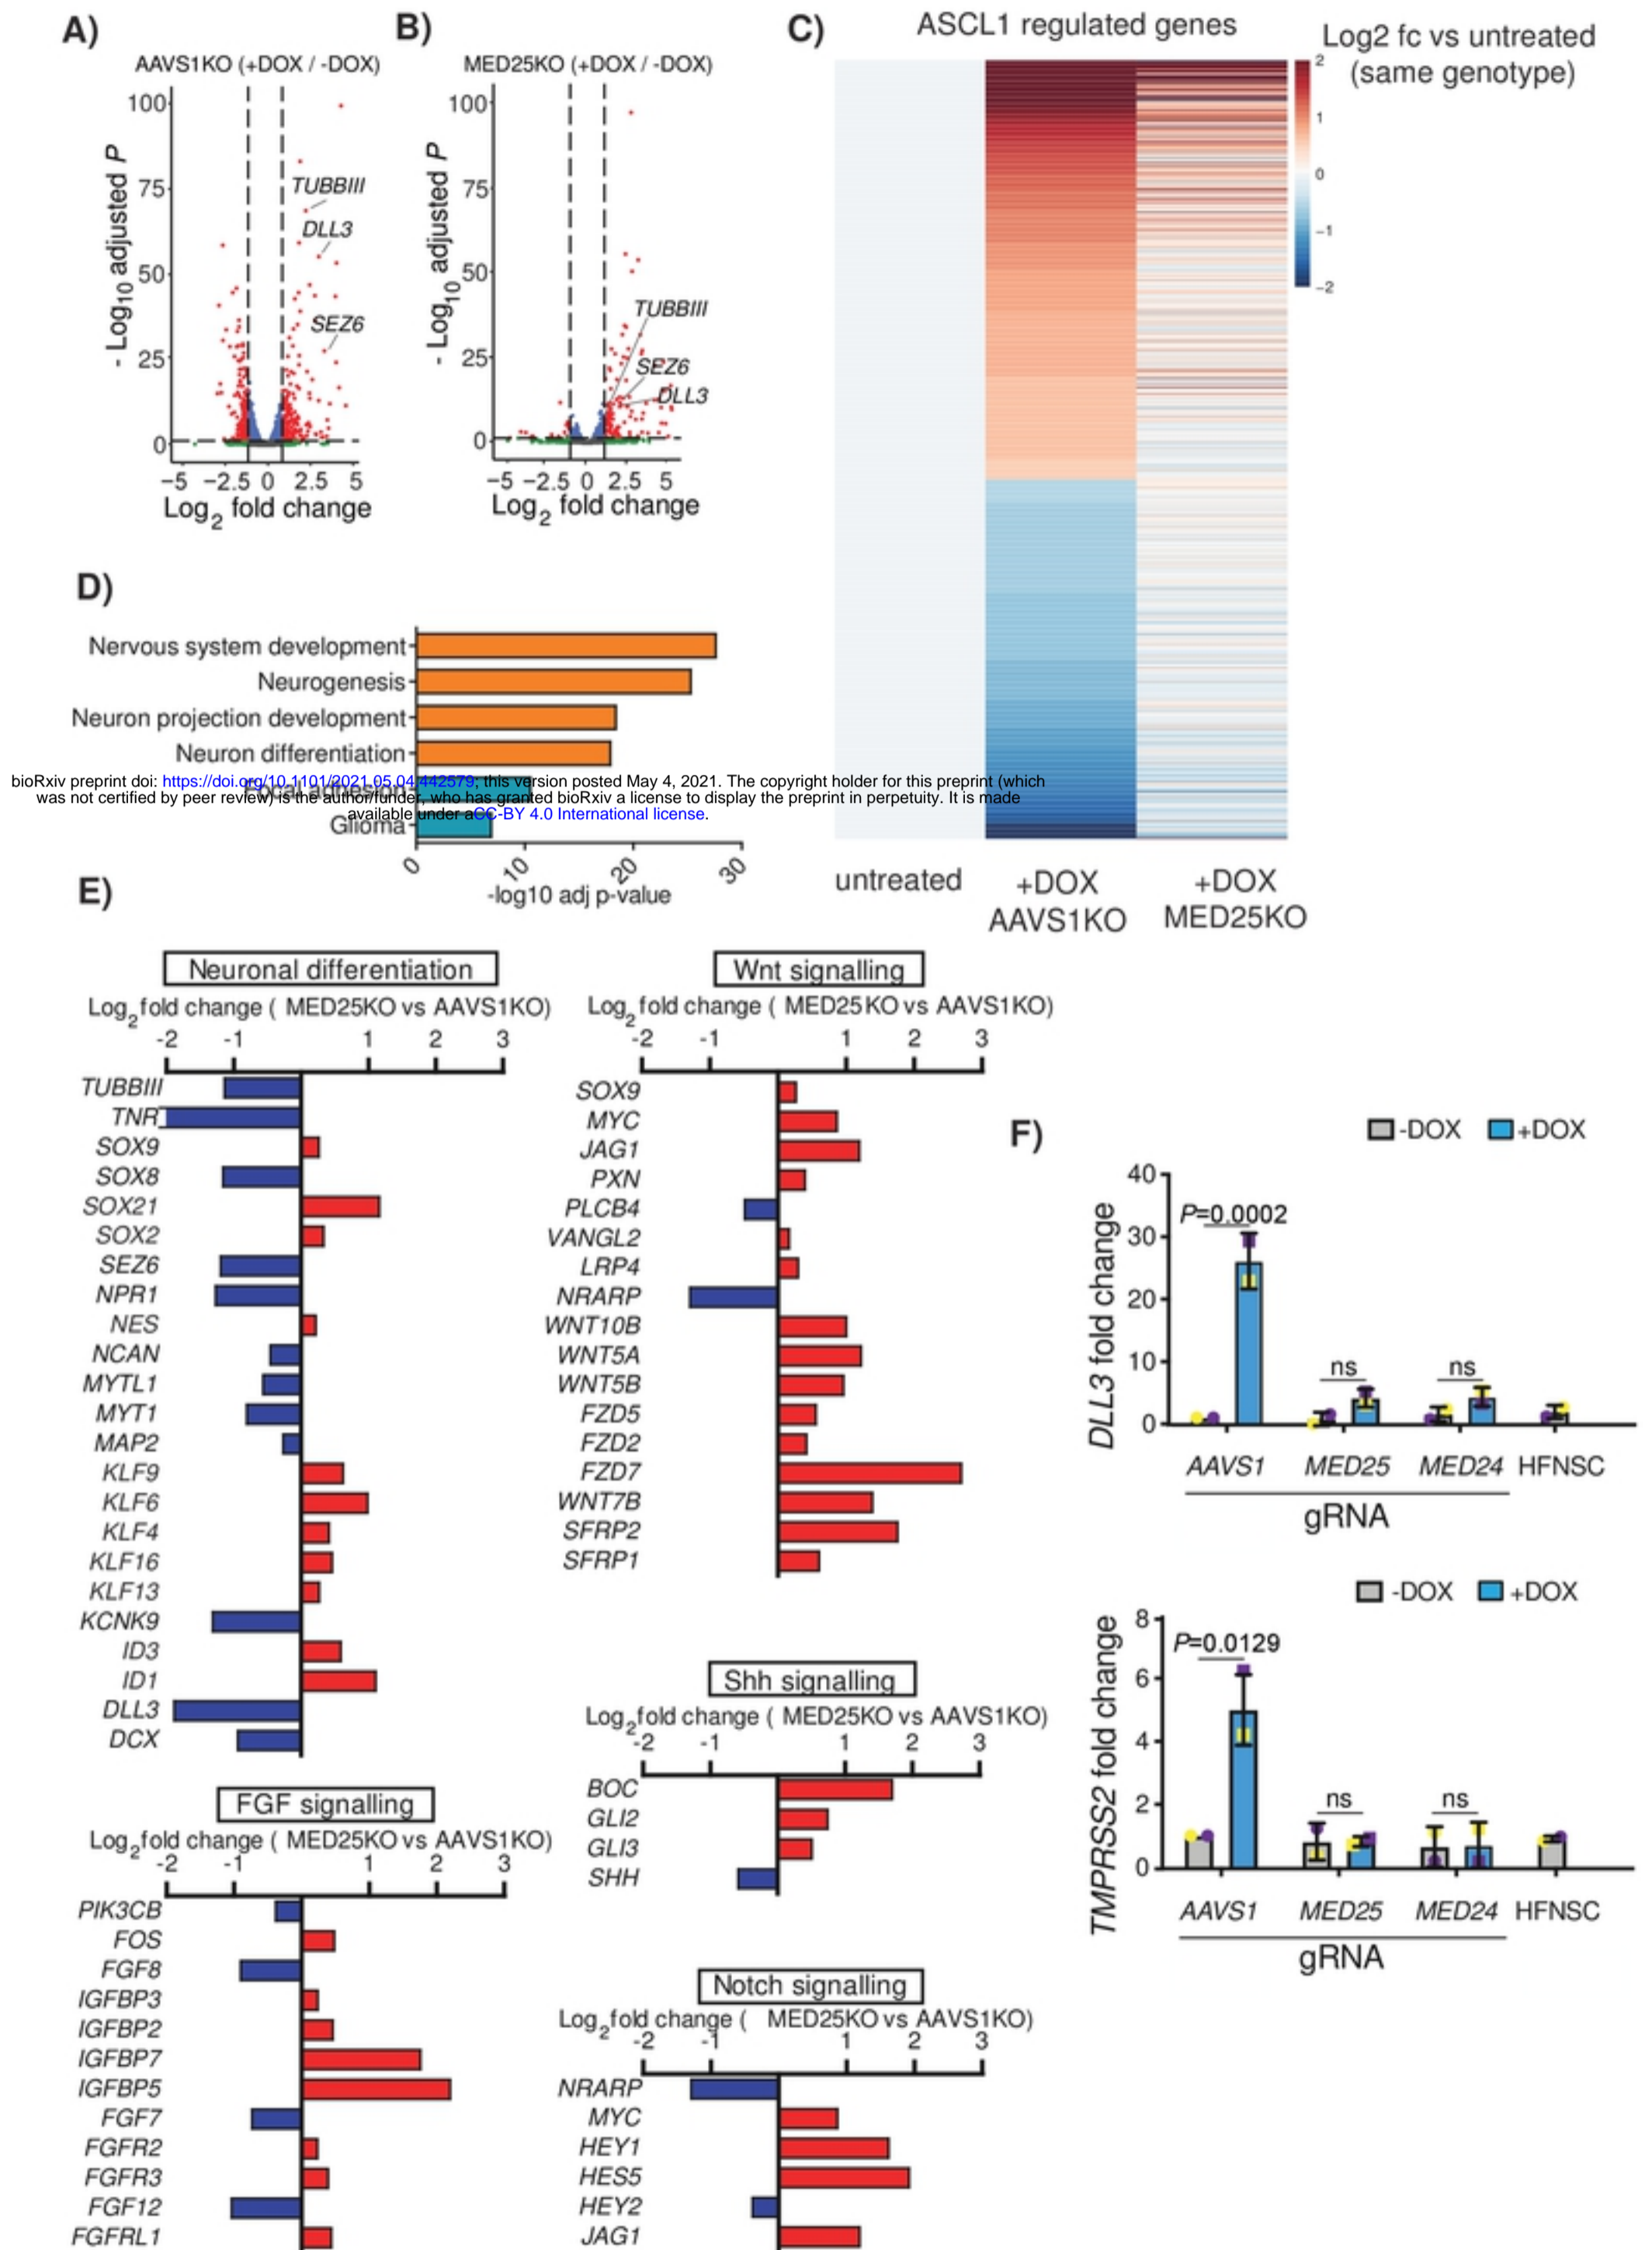 A)
AAVS1KO (+DOX / -DOX)
- Log10 adjusted P
100
75
50
25
0
TUBBIII
DLL3
SEZ6
−5 −2.5 0 2.5 5
Log2 fold change
B)
MED25KO (+DOX / -DOX)
- Log10 adjusted P
100
75
50
25
0
TUBBIII
SEZ6
DLL3
−5 −2.5 0 2.5 5
Log2 fold change
C)
ASCL1 regulated genes
Log2 fc vs untreated
(same genotype)
2
1
0
−1
−2
untreated
+DOX
AAVS1KO
+DOX
MED25KO
D)
Nervous system development
Neurogenesis
Neuron projection development
Neuron differentiation
Focal adhesion
Glioma
0 10 20 30
-log10 adj p-value
bioRxiv preprint doi: https://doi.org/10.1101/2021.05.04.442579; this version posted May 4, 2021. The copyright holder for this preprint (which
was not certified by peer review) is the author/funder, who has granted bioRxiv a license to display the preprint in perpetuity. It is made
available under aCC-BY 4.0 International license.
E)
Neuronal differentiation
Log2fold change ( MED25KO vs AAVS1KO)
-2 -1 1 2 3
TUBBIII
TNR
SOX9
SOX8
SOX21
SOX2
SEZ6
NPR1
NES
NCAN
MYTL1
MYT1
MAP2
KLF9
KLF6
KLF4
KLF16
KLF13
KCNK9
ID3
ID1
DLL3
DCX
FGF signalling
Log2fold change ( MED25KO vs AAVS1KO)
-2 -1 1 2 3
PIK3CB
FOS
FGF8
IGFBP3
IGFBP2
IGFBP7
IGFBP5
FGF7
FGFR2
FGFR3
FGF12
FGFRL1
Wnt signalling
Log2fold change ( MED25KO vs AAVS1KO)
-2 -1 1 2 3
SOX9
MYC
JAG1
PXN
PLCB4
VANGL2
LRP4
NRARP
WNT10B
WNT5A
WNT5B
FZD5
FZD2
FZD7
WNT7B
SFRP2
SFRP1
Shh signalling
Log2fold change ( MED25KO vs AAVS1KO)
-2 -1 1 2 3
BOC
GLI2
GLI3
SHH
Notch signalling
Log2fold change ( MED25KO vs AAVS1KO)
-2 -1 1 2 3
NRARP
MYC
HEY1
HES5
HEY2
JAG1
F)
-DOX +DOX
DLL3 fold change
40
30
20
10
0
P=0.0002
ns
ns
AAVS1 MED25 MED24 HFNSC
gRNA
-DOX +DOX
TMPRSS2 fold change
8
6
4
2
0
P=0.0129
ns
ns
AAVS1 MED25 MED24 HFNSC
gRNA